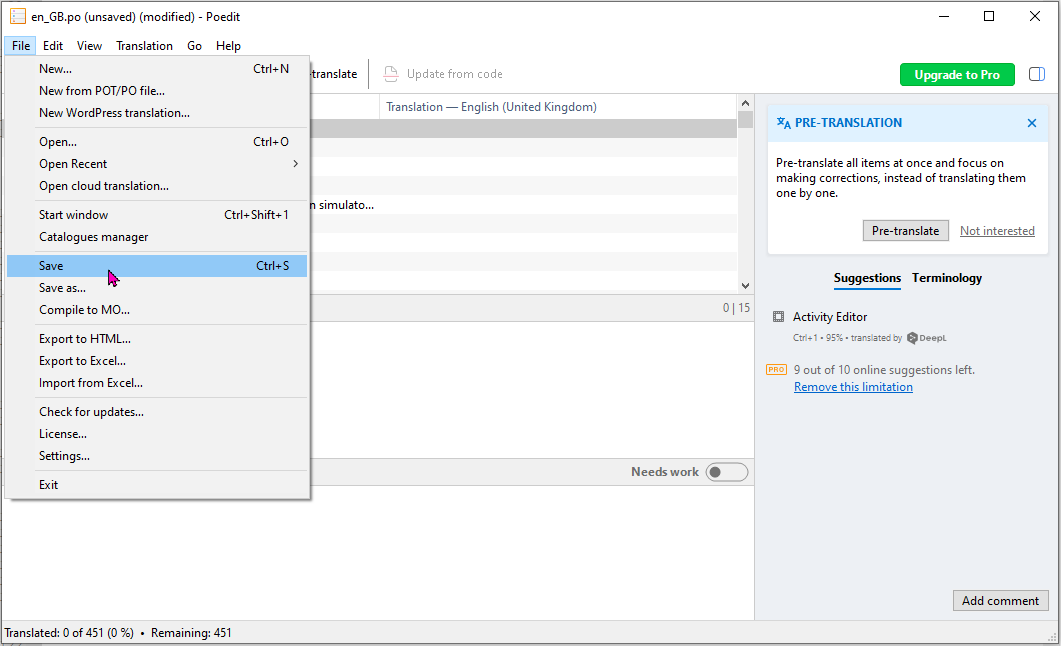 en_GB.po (unsaved) (modified) - Poedit
File Edit View Translation Go Help
New... Ctrl+N
New from POT/PO file...
New WordPress translation...
Open... Ctrl+O
Open Recent
Open cloud translation...
Start window Ctrl+Shift+1
Catalogues manager
Save Ctrl+S
Save as...
Compile to MO...
Export to HTML...
Export to Excel...
Import from Excel...
Check for updates...
License...
Settings...
Exit
-translate
Update from code
Upgrade to Pro
Translation — English (United Kingdom)
n simulato...
0 | 15
Needs work
PRE-TRANSLATION
Pre-translate all items at once and focus on
making corrections, instead of translating them
one by one.
Pre-translate Not interested
Suggestions Terminology
Activity Editor
Ctrl+1 • 95% • translated by DeepL
PRO 9 out of 10 online suggestions left.
Remove this limitation
Add comment
Translated: 0 of 451 (0 %) • Remaining: 451